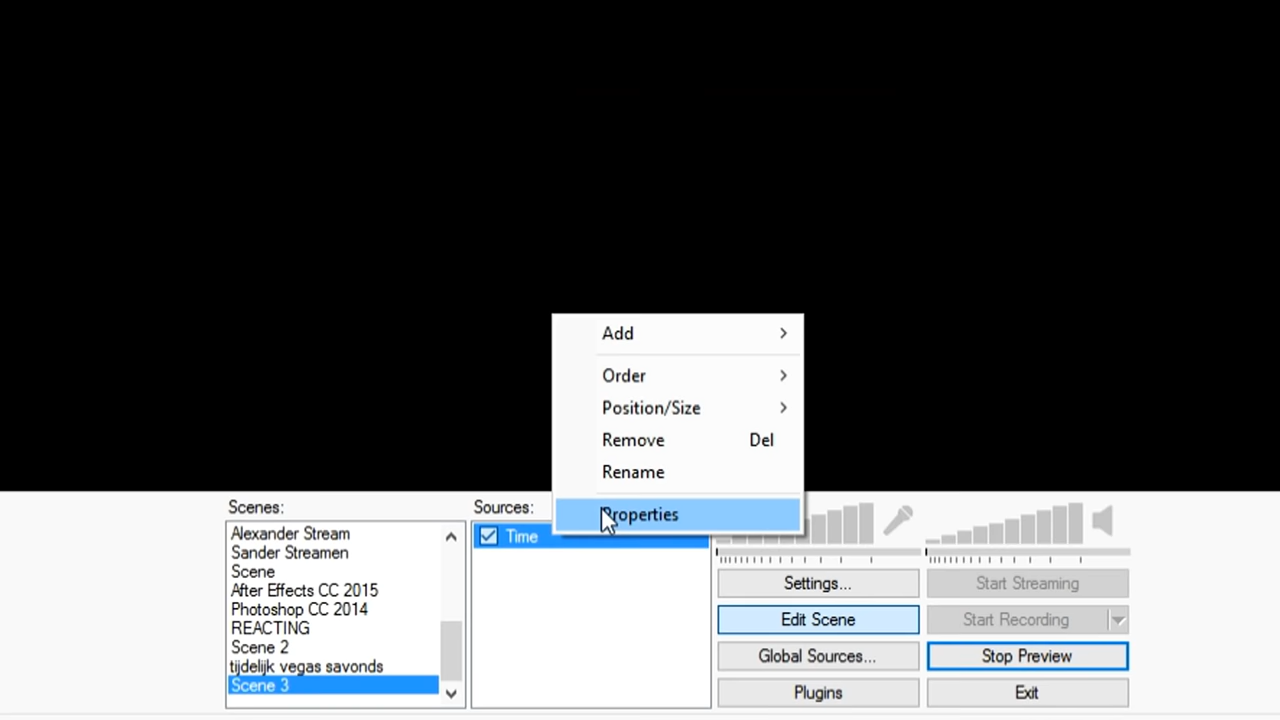 Add
Order
Position/Size
Remove Del
Rename
Properties
Scenes:
Alexander Stream
Sander Streamen
Scene
After Effects CC 2015
Photoshop CC 2014
REACTING
Scene 2
tijdelijk vegas savonds
Scene 3
Sources:
Time
Settings...
Start Streaming
Edit Scene
Start Recording
Global Sources...
Stop Preview
Plugins
Exit